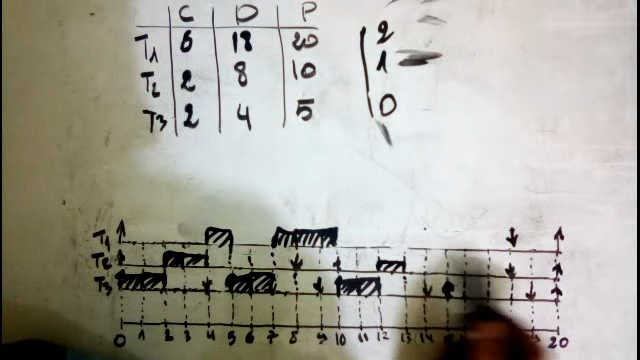 C D P
T1 6 18 20 2
T2 2 8 10 1
T3 2 4 5 0
T1
T2
T3
0 1 2 3 4 5 6 7 8 9 10 11 12 13 14 15 20